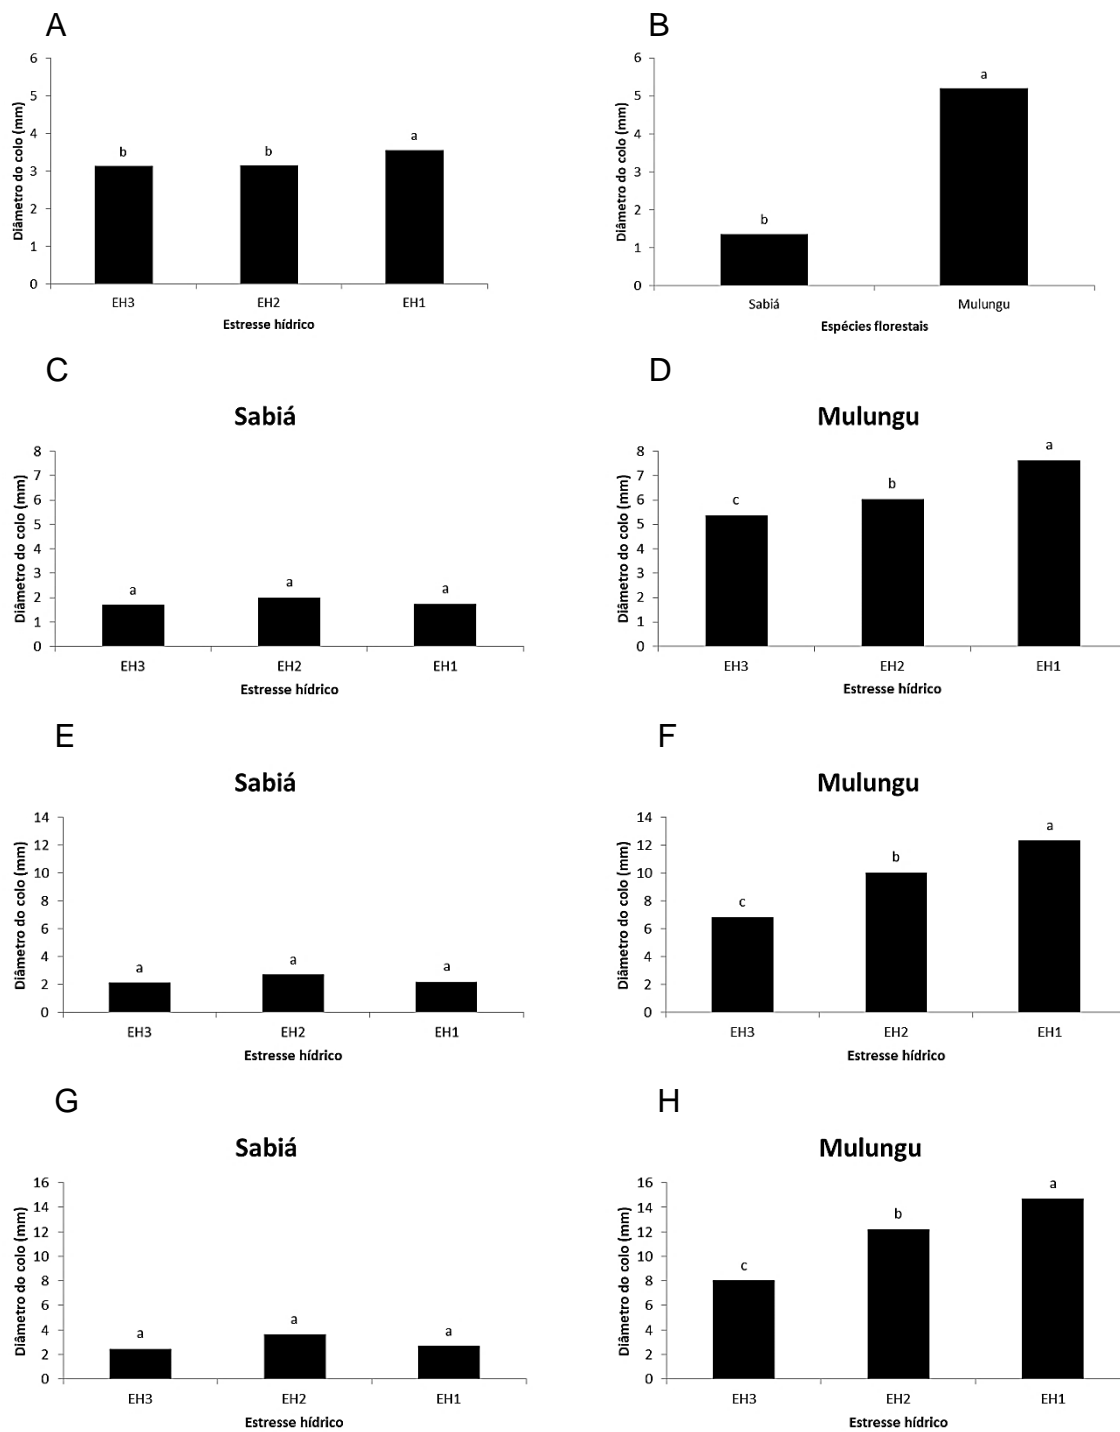 A
6
5
4
3
2
1
0
Diâmetro do colo (mm)
b
b
a
EH3 EH2 EH1
Estresse hídrico
B
6
5
4
3
2
1
0
Diâmetro do colo (mm)
b
a
Sabiá Mulungu
Espécies florestais
C
Sabiá
8
7
6
5
4
3
2
1
0
Diâmetro do colo (mm)
a
a
a
EH3 EH2 EH1
Estresse hídrico
D
Mulungu
8
7
6
5
4
3
2
1
0
Diâmetro do colo (mm)
c
b
a
EH3 EH2 EH1
Estresse hídrico
E
Sabiá
14
12
10
8
6
4
2
0
Diâmetro do colo (mm)
a
a
a
EH3 EH2 EH1
Estresse hídrico
F
Mulungu
14
12
10
8
6
4
2
0
Diâmetro do colo (mm)
c
b
a
EH3 EH2 EH1
Estresse hídrico
G
Sabiá
16
14
12
10
8
6
4
2
0
Diâmetro do colo (mm)
a
a
a
EH3 EH2 EH1
Estresse hídrico
H
Mulungu
16
14
12
10
8
6
4
2
0
Diâmetro do colo (mm)
c
b
a
EH3 EH2 EH1
Estresse hídrico